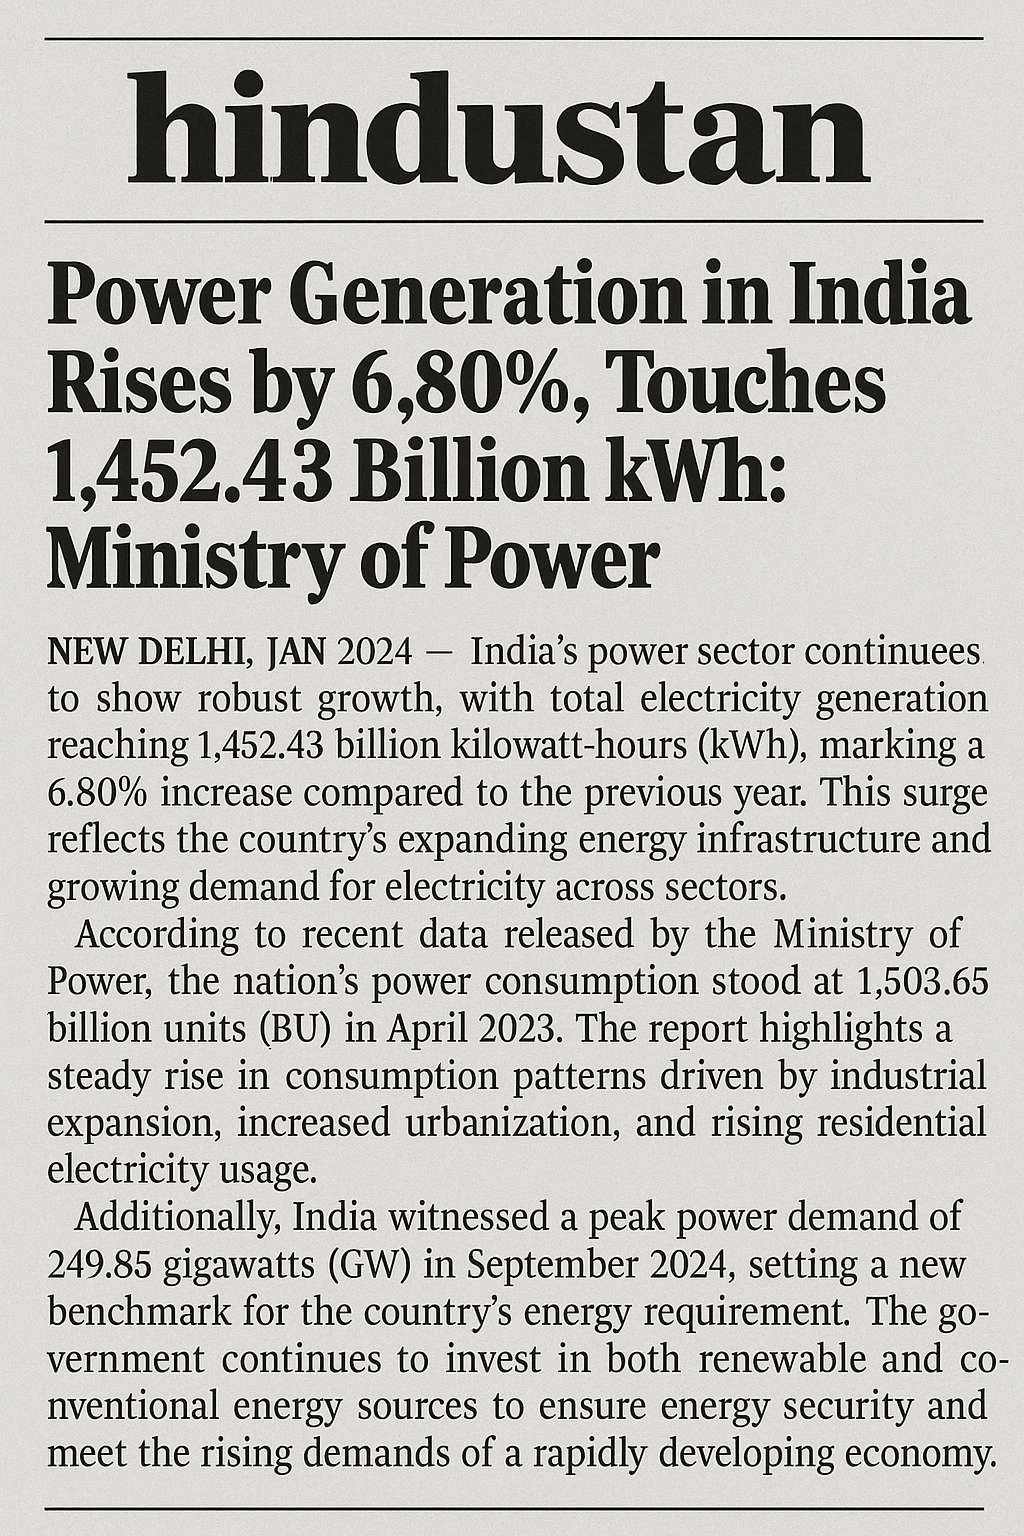 hindustan
Power Generation in India
Rises by 6,80%, Touches
1,452.43 Billion kWh:
Ministry of Power
NEW DELHI, JAN 2024 — India’s power sector continuees.
to show robust growth, with total electricity generation
reaching 1,452.43 billion kilowatt-hours (kWh), marking a
6.80% increase compared to the previous year. This surge
reflects the country’s expanding energy infrastructure and
growing demand for electricity across sectors.
According to recent data released by the Ministry of
Power, the nation’s power consumption stood at 1,503.65
billion units (BU) in April 2023. The report highlights a
steady rise in consumption patterns driven by industrial
expansion, increased urbanization, and rising residential
electricity usage.
Additionally, India witnessed a peak power demand of
249.85 gigawatts (GW) in September 2024, setting a new
benchmark for the country’s energy requirement. The go-
vernment continues to invest in both renewable and co-
nventional energy sources to ensure energy security and
meet the rising demands of a rapidly developing economy.